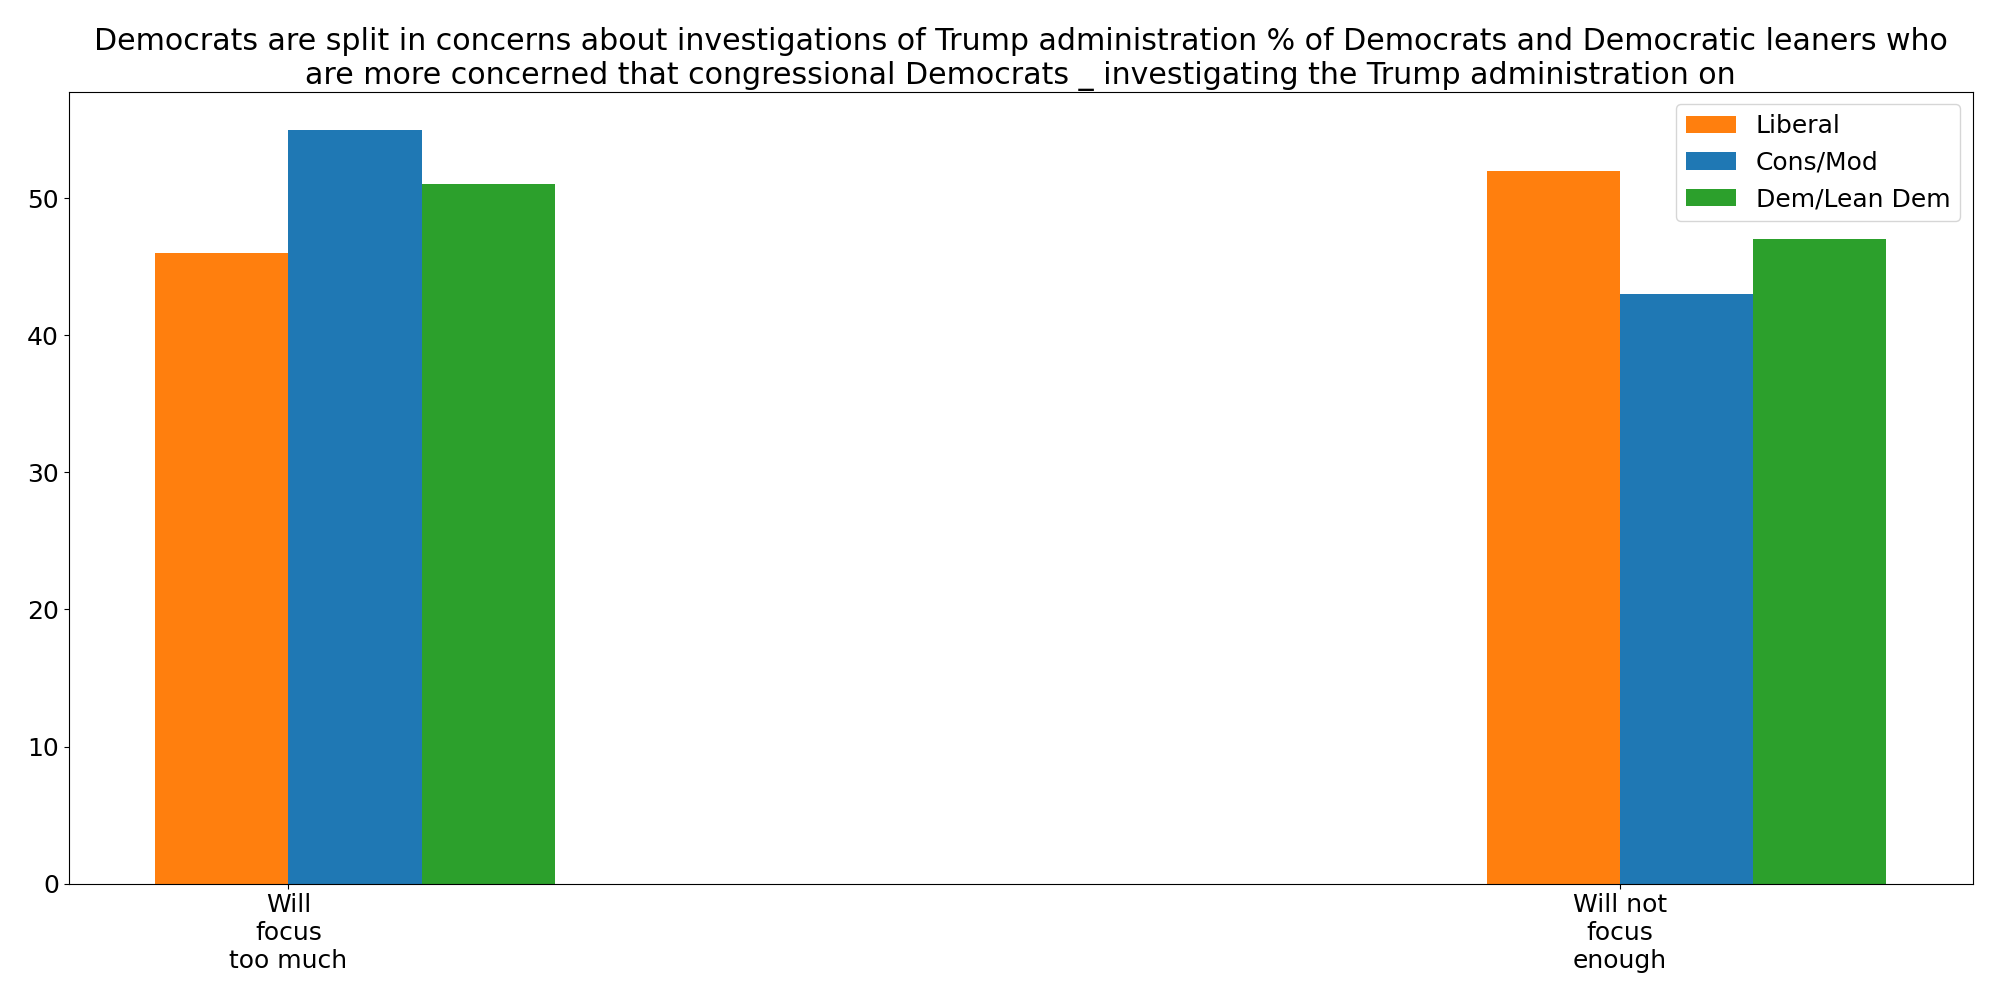 Democrats are split in concerns about investigations of Trump administration % of Democrats and Democratic leaners who
are more concerned that congressional Democrats _ investigating the Trump administration on
Liberal
Cons/Mod
Dem/Lean Dem
50
40
30
20
10
0
Will
focus
too much
Will not
focus
enough